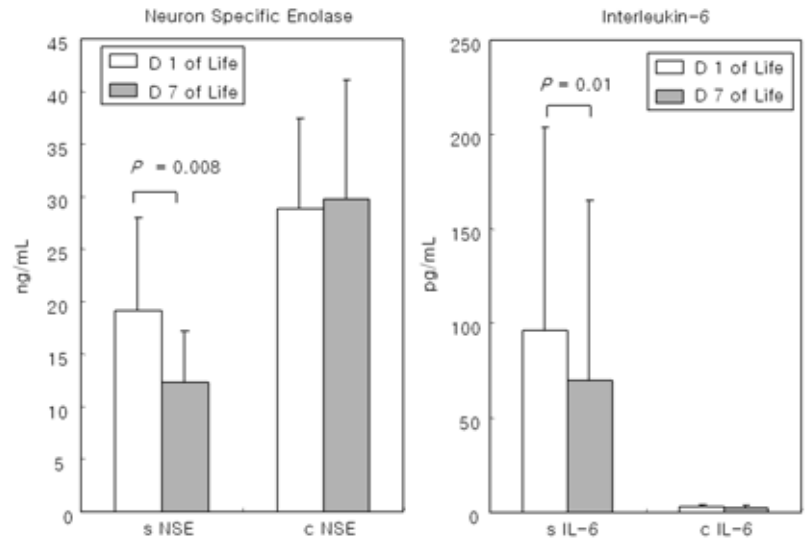 Neuron Specific Enolase
45
40
35
30
25
20
15
10
5
0
ng/mL
D 1 of Life
D 7 of Life
P = 0.008
s NSE
c NSE
Interleukin-6
250
200
150
100
50
0
pg/mL
D 1 of Life
D 7 of Life
P = 0.01
s IL-6
c IL-6